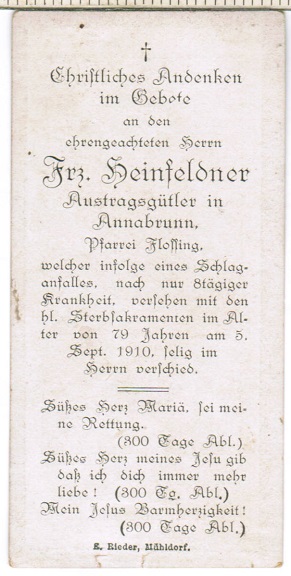 †
Christliches Andenken
im Gebete
an den
ehrengeachteten Herrn
Frz. Heinfeldner
Austragsgütler in
Annabrunn,
Pfarrei Flossing,
welcher infolge eines Schlag-
anfalles, nach nur 8tägiger
Krankheit, versehen mit den
hl. Sterbsakramenten im Al-
ter von 79 Jahren am 5.
Sept. 1910, selig im
Herrn verschied.
Süßes Herz Mariä, sei mei-
ne Rettung.
(300 Tage Abl.)
Süßes Herz meines Jesu gib
daß ich dich immer mehr
liebe! (300 Tg. Abl.)
Mein Jesus Barmherzigkeit!
(300 Tage Abl.)
E. Rieder, Mühldorf.